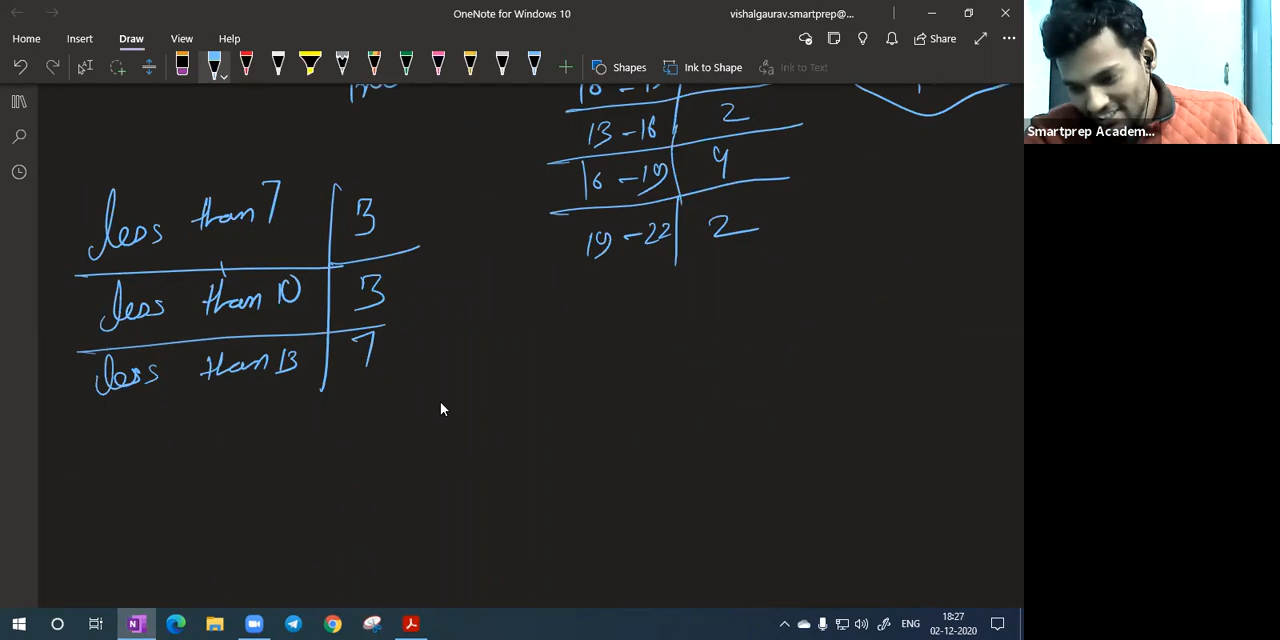 OneNote for Windows 10
vishalgaurav.smartprep@...
Home Insert Draw View Help
Share
Shapes Ink to Shape Ink to Text
13-16 2
16-19 4
19-22 2
less than 7 3
less than 10 3
less than 13 7
Smartprep Academ...
ENG
18:27
02-12-2020